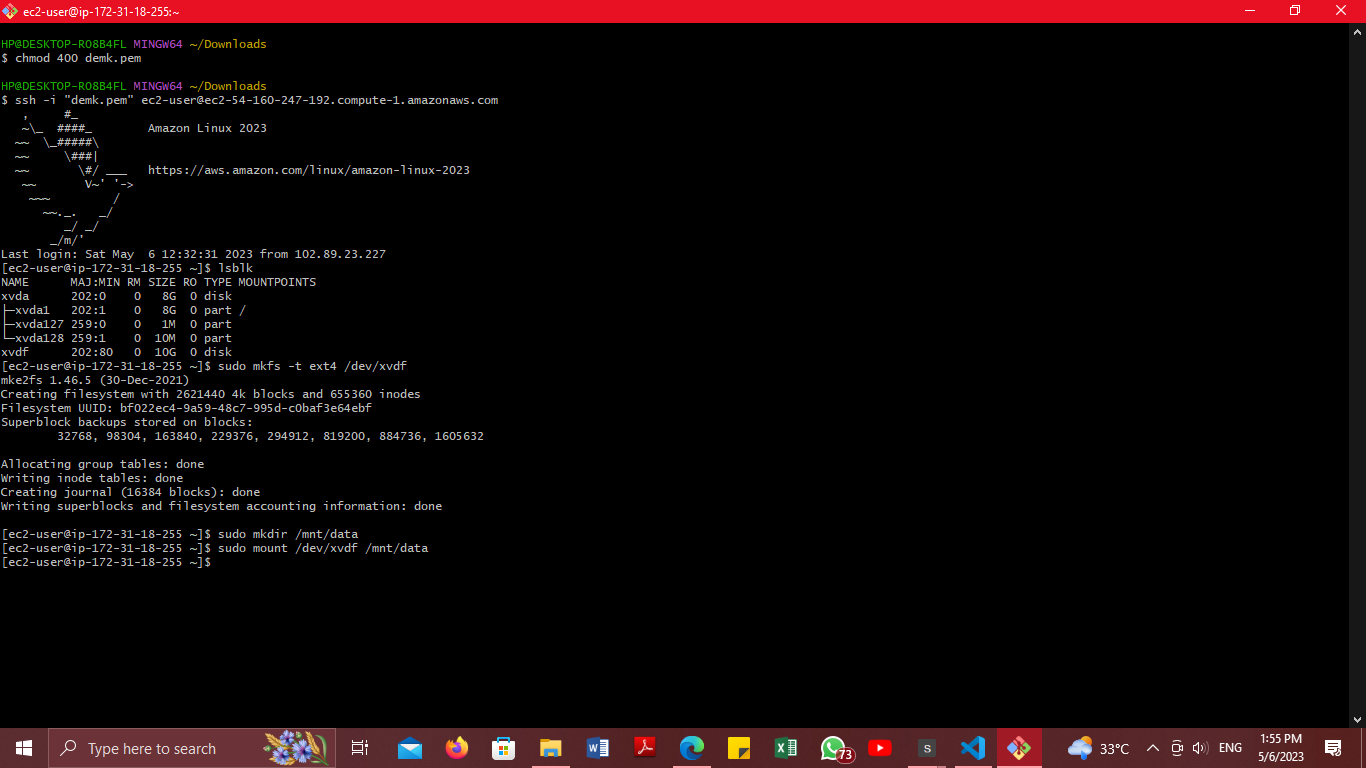 ec2-user@ip-172-31-18-255:~
HP@DESKTOP-RO8B4FL MINGW64 ~/Downloads
$ chmod 400 demk.pem
HP@DESKTOP-RO8B4FL MINGW64 ~/Downloads
$ ssh -i "demk.pem" ec2-user@ec2-54-160-247-192.compute-1.amazonaws.com
   ,     #_
   ~\_  ####_        Amazon Linux 2023
  ~~  \_#####\
  ~~     \###|
  ~~       \#/ ___   https://aws.amazon.com/linux/amazon-linux-2023
   ~~       V~' '->
    ~~~         /
      ~~._.   _/
         _/ _/
       _/m/'
Last login: Sat May  6 12:32:31 2023 from 102.89.23.227
[ec2-user@ip-172-31-18-255 ~]$ lsblk
NAME      MAJ:MIN RM SIZE RO TYPE MOUNTPOINTS
xvda      202:0    0   8G  0 disk
├─xvda1   202:1    0   8G  0 part /
├─xvda127 259:0    0   1M  0 part
└─xvda128 259:1    0  10M  0 part
xvdf      202:80   0  10G  0 disk
[ec2-user@ip-172-31-18-255 ~]$ sudo mkfs -t ext4 /dev/xvdf
mke2fs 1.46.5 (30-Dec-2021)
Creating filesystem with 2621440 4k blocks and 655360 inodes
Filesystem UUID: bf022ec4-9a59-48c7-995d-c0baf3e64ebf
Superblock backups stored on blocks:
        32768, 98304, 163840, 229376, 294912, 819200, 884736, 1605632
Allocating group tables: done
Writing inode tables: done
Creating journal (16384 blocks): done
Writing superblocks and filesystem accounting information: done
[ec2-user@ip-172-31-18-255 ~]$ sudo mkdir /mnt/data
[ec2-user@ip-172-31-18-255 ~]$ sudo mount /dev/xvdf /mnt/data
[ec2-user@ip-172-31-18-255 ~]$
Type here to search
W
S
73
33°C
ENG
1:55 PM
5/6/2023